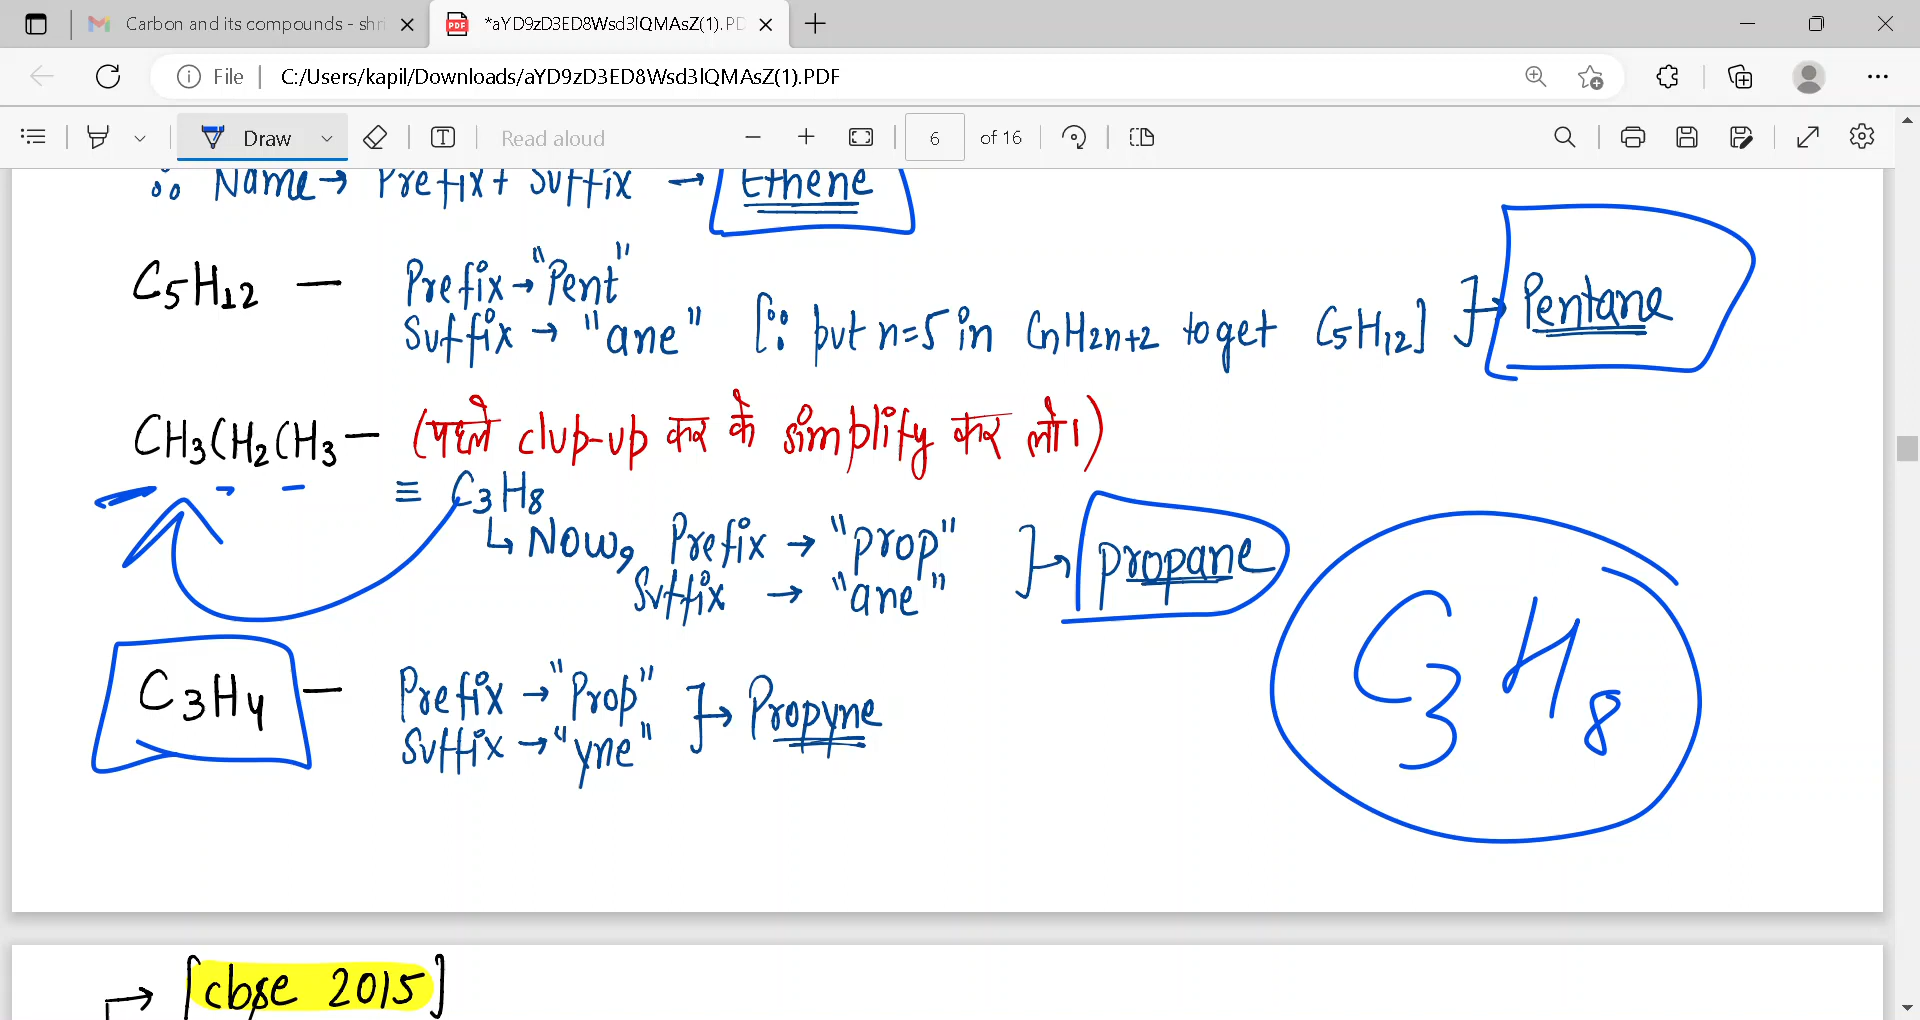 Carbon and its compounds - shri
*aYD9zD3ED8Wsd3lQMAsZ(1).PD
File
C:/Users/kapil/Downloads/aYD9zD3ED8Wsd3lQMAsZ(1).PDF
Draw
Read aloud
6 of 16
∴ Name → Prefix + Suffix → Ethene
C5H12 — Prefix → "Pent"
Suffix → "ane" [∵ put n=5 in CnH2n+2 to get C5H12] } → Pentane
CH3CH2CH3 — (पहले club-up कर के simplify कर लो।)
≡ C3H8
↳ Now, Prefix → "prop"
Suffix → "ane" } → propane
C3H8
C3H4 — Prefix → "Prop"
Suffix → "yne" } → Propyne
→ [cbse 2015]